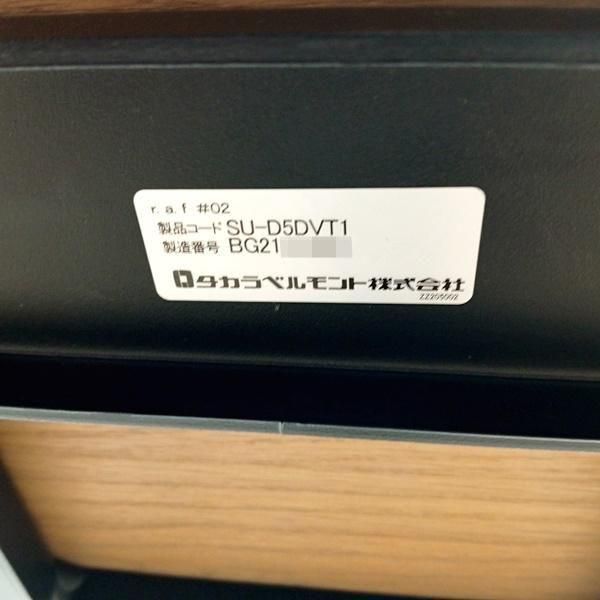 r.a.f #02
製品コード SU-D5DVT1
製造番号 BG21
タカラベルモント株式会社
ZZ205002